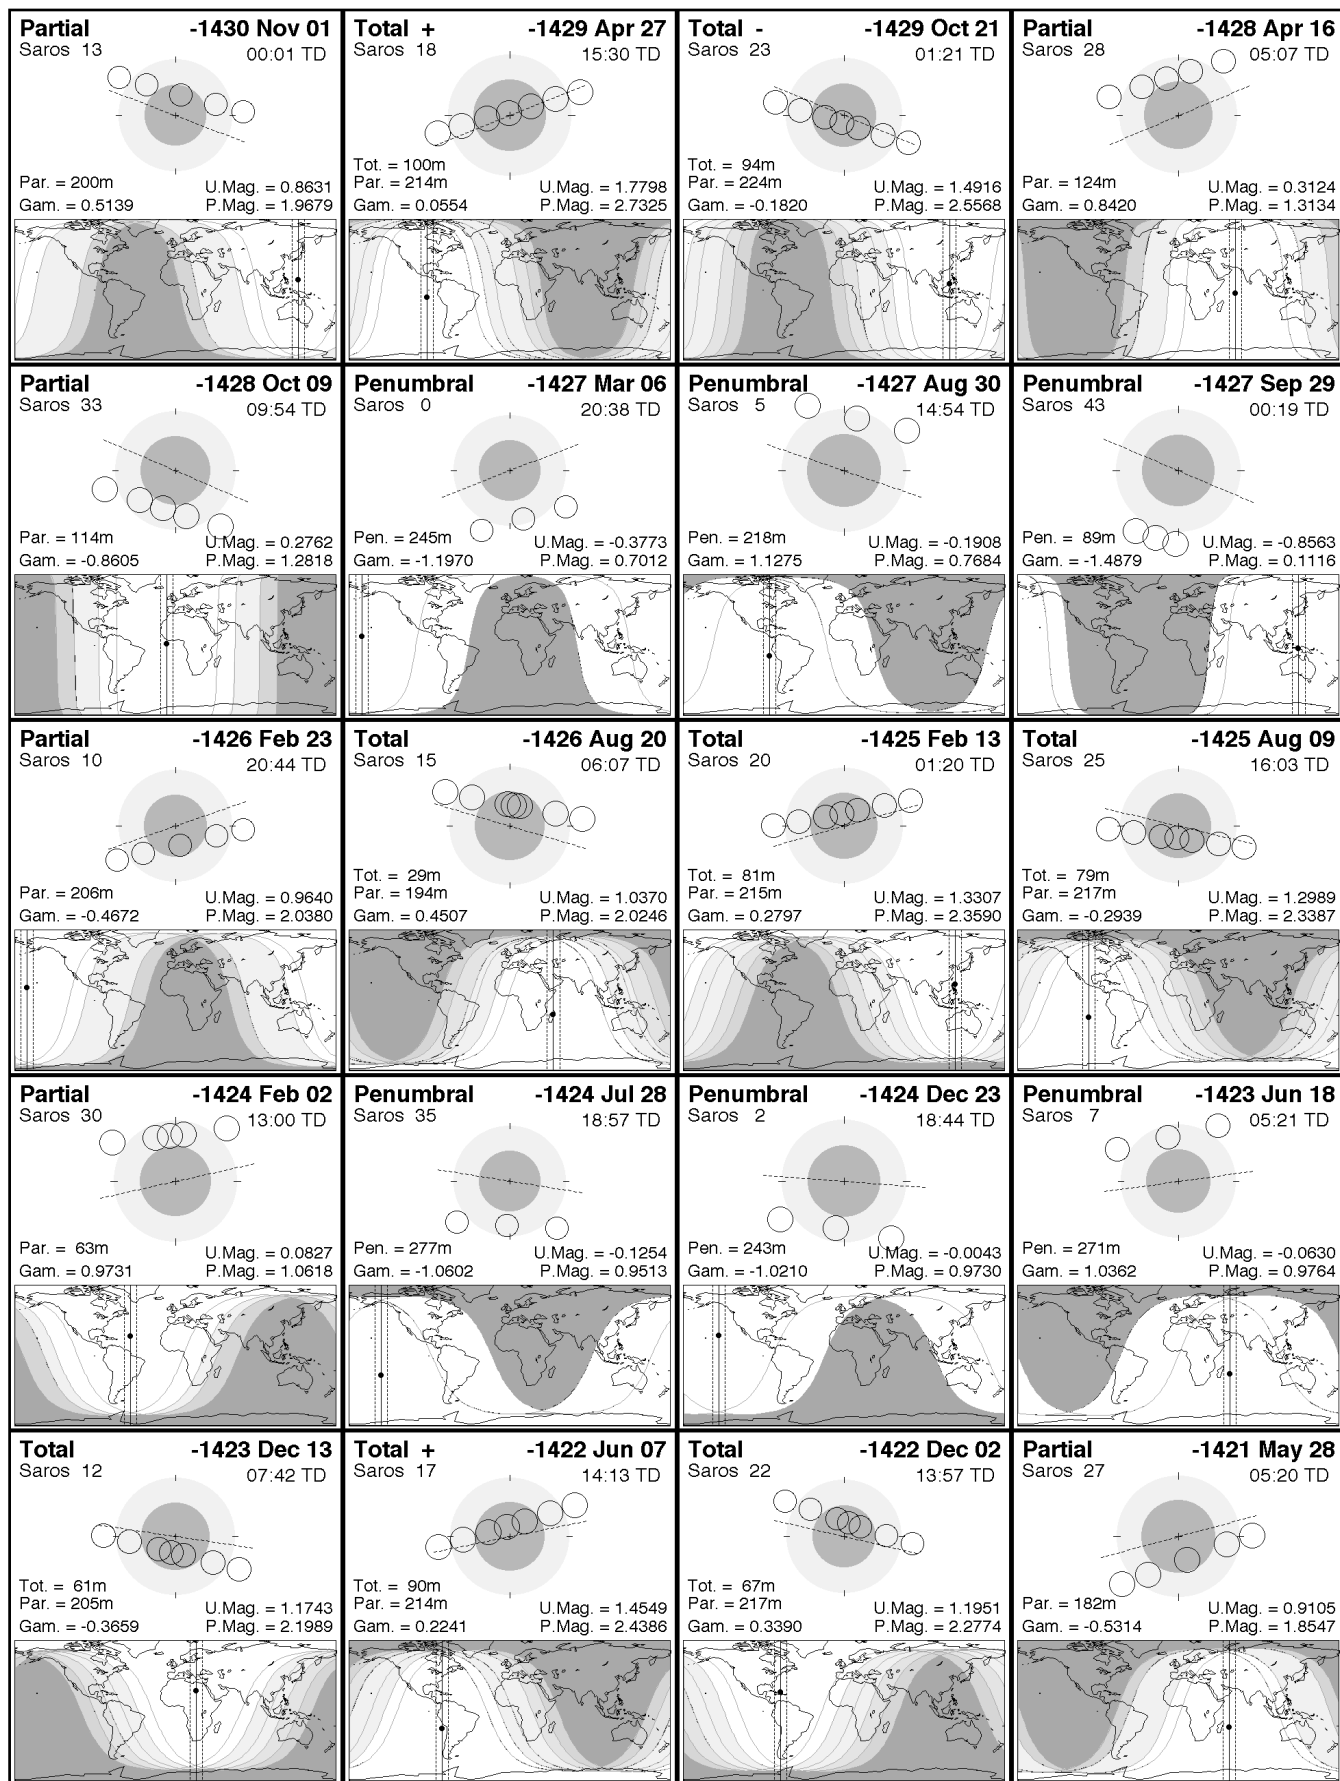 Partial -1430 Nov 01
Saros 13 00:01 TD
Par. = 200m U.Mag. = 0.8631
Gam. = 0.5139 P.Mag. = 1.9679
Total + -1429 Apr 27
Saros 18 15:30 TD
Tot. = 100m
Par. = 214m U.Mag. = 1.7798
Gam. = 0.0554 P.Mag. = 2.7325
Total - -1429 Oct 21
Saros 23 01:21 TD
Tot. = 94m
Par. = 224m U.Mag. = 1.4916
Gam. = -0.1820 P.Mag. = 2.5568
Partial -1428 Apr 16
Saros 28 05:07 TD
Par. = 124m U.Mag. = 0.3124
Gam. = 0.8420 P.Mag. = 1.3134
Partial -1428 Oct 09
Saros 33 09:54 TD
Par. = 114m U.Mag. = 0.2762
Gam. = -0.8605 P.Mag. = 1.2818
Penumbral -1427 Mar 06
Saros 0 20:38 TD
Pen. = 245m U.Mag. = -0.3773
Gam. = -1.1970 P.Mag. = 0.7012
Penumbral -1427 Aug 30
Saros 5 14:54 TD
Pen. = 218m U.Mag. = -0.1908
Gam. = 1.1275 P.Mag. = 0.7684
Penumbral -1427 Sep 29
Saros 43 00:19 TD
Pen. = 89m U.Mag. = -0.8563
Gam. = -1.4879 P.Mag. = 0.1116
Partial -1426 Feb 23
Saros 10 20:44 TD
Par. = 206m U.Mag. = 0.9640
Gam. = -0.4672 P.Mag. = 2.0380
Total -1426 Aug 20
Saros 15 06:07 TD
Tot. = 29m
Par. = 194m U.Mag. = 1.0370
Gam. = 0.4507 P.Mag. = 2.0246
Total -1425 Feb 13
Saros 20 01:20 TD
Tot. = 81m
Par. = 215m U.Mag. = 1.3307
Gam. = 0.2797 P.Mag. = 2.3590
Total -1425 Aug 09
Saros 25 16:03 TD
Tot. = 79m
Par. = 217m U.Mag. = 1.2989
Gam. = -0.2939 P.Mag. = 2.3387
Partial -1424 Feb 02
Saros 30 13:00 TD
Par. = 63m U.Mag. = 0.0827
Gam. = 0.9731 P.Mag. = 1.0618
Penumbral -1424 Jul 28
Saros 35 18:57 TD
Pen. = 277m U.Mag. = -0.1254
Gam. = -1.0602 P.Mag. = 0.9513
Penumbral -1424 Dec 23
Saros 2 18:44 TD
Pen. = 243m U.Mag. = -0.0043
Gam. = -1.0210 P.Mag. = 0.9730
Penumbral -1423 Jun 18
Saros 7 05:21 TD
Pen. = 271m U.Mag. = -0.0630
Gam. = 1.0362 P.Mag. = 0.9764
Total -1423 Dec 13
Saros 12 07:42 TD
Tot. = 61m
Par. = 205m U.Mag. = 1.1743
Gam. = -0.3659 P.Mag. = 2.1989
Total + -1422 Jun 07
Saros 17 14:13 TD
Tot. = 90m
Par. = 214m U.Mag. = 1.4549
Gam. = 0.2241 P.Mag. = 2.4386
Total -1422 Dec 02
Saros 22 13:57 TD
Tot. = 67m
Par. = 217m U.Mag. = 1.1951
Gam. = 0.3390 P.Mag. = 2.2774
Partial -1421 May 28
Saros 27 05:20 TD
Par. = 182m U.Mag. = 0.9105
Gam. = -0.5314 P.Mag. = 1.8547